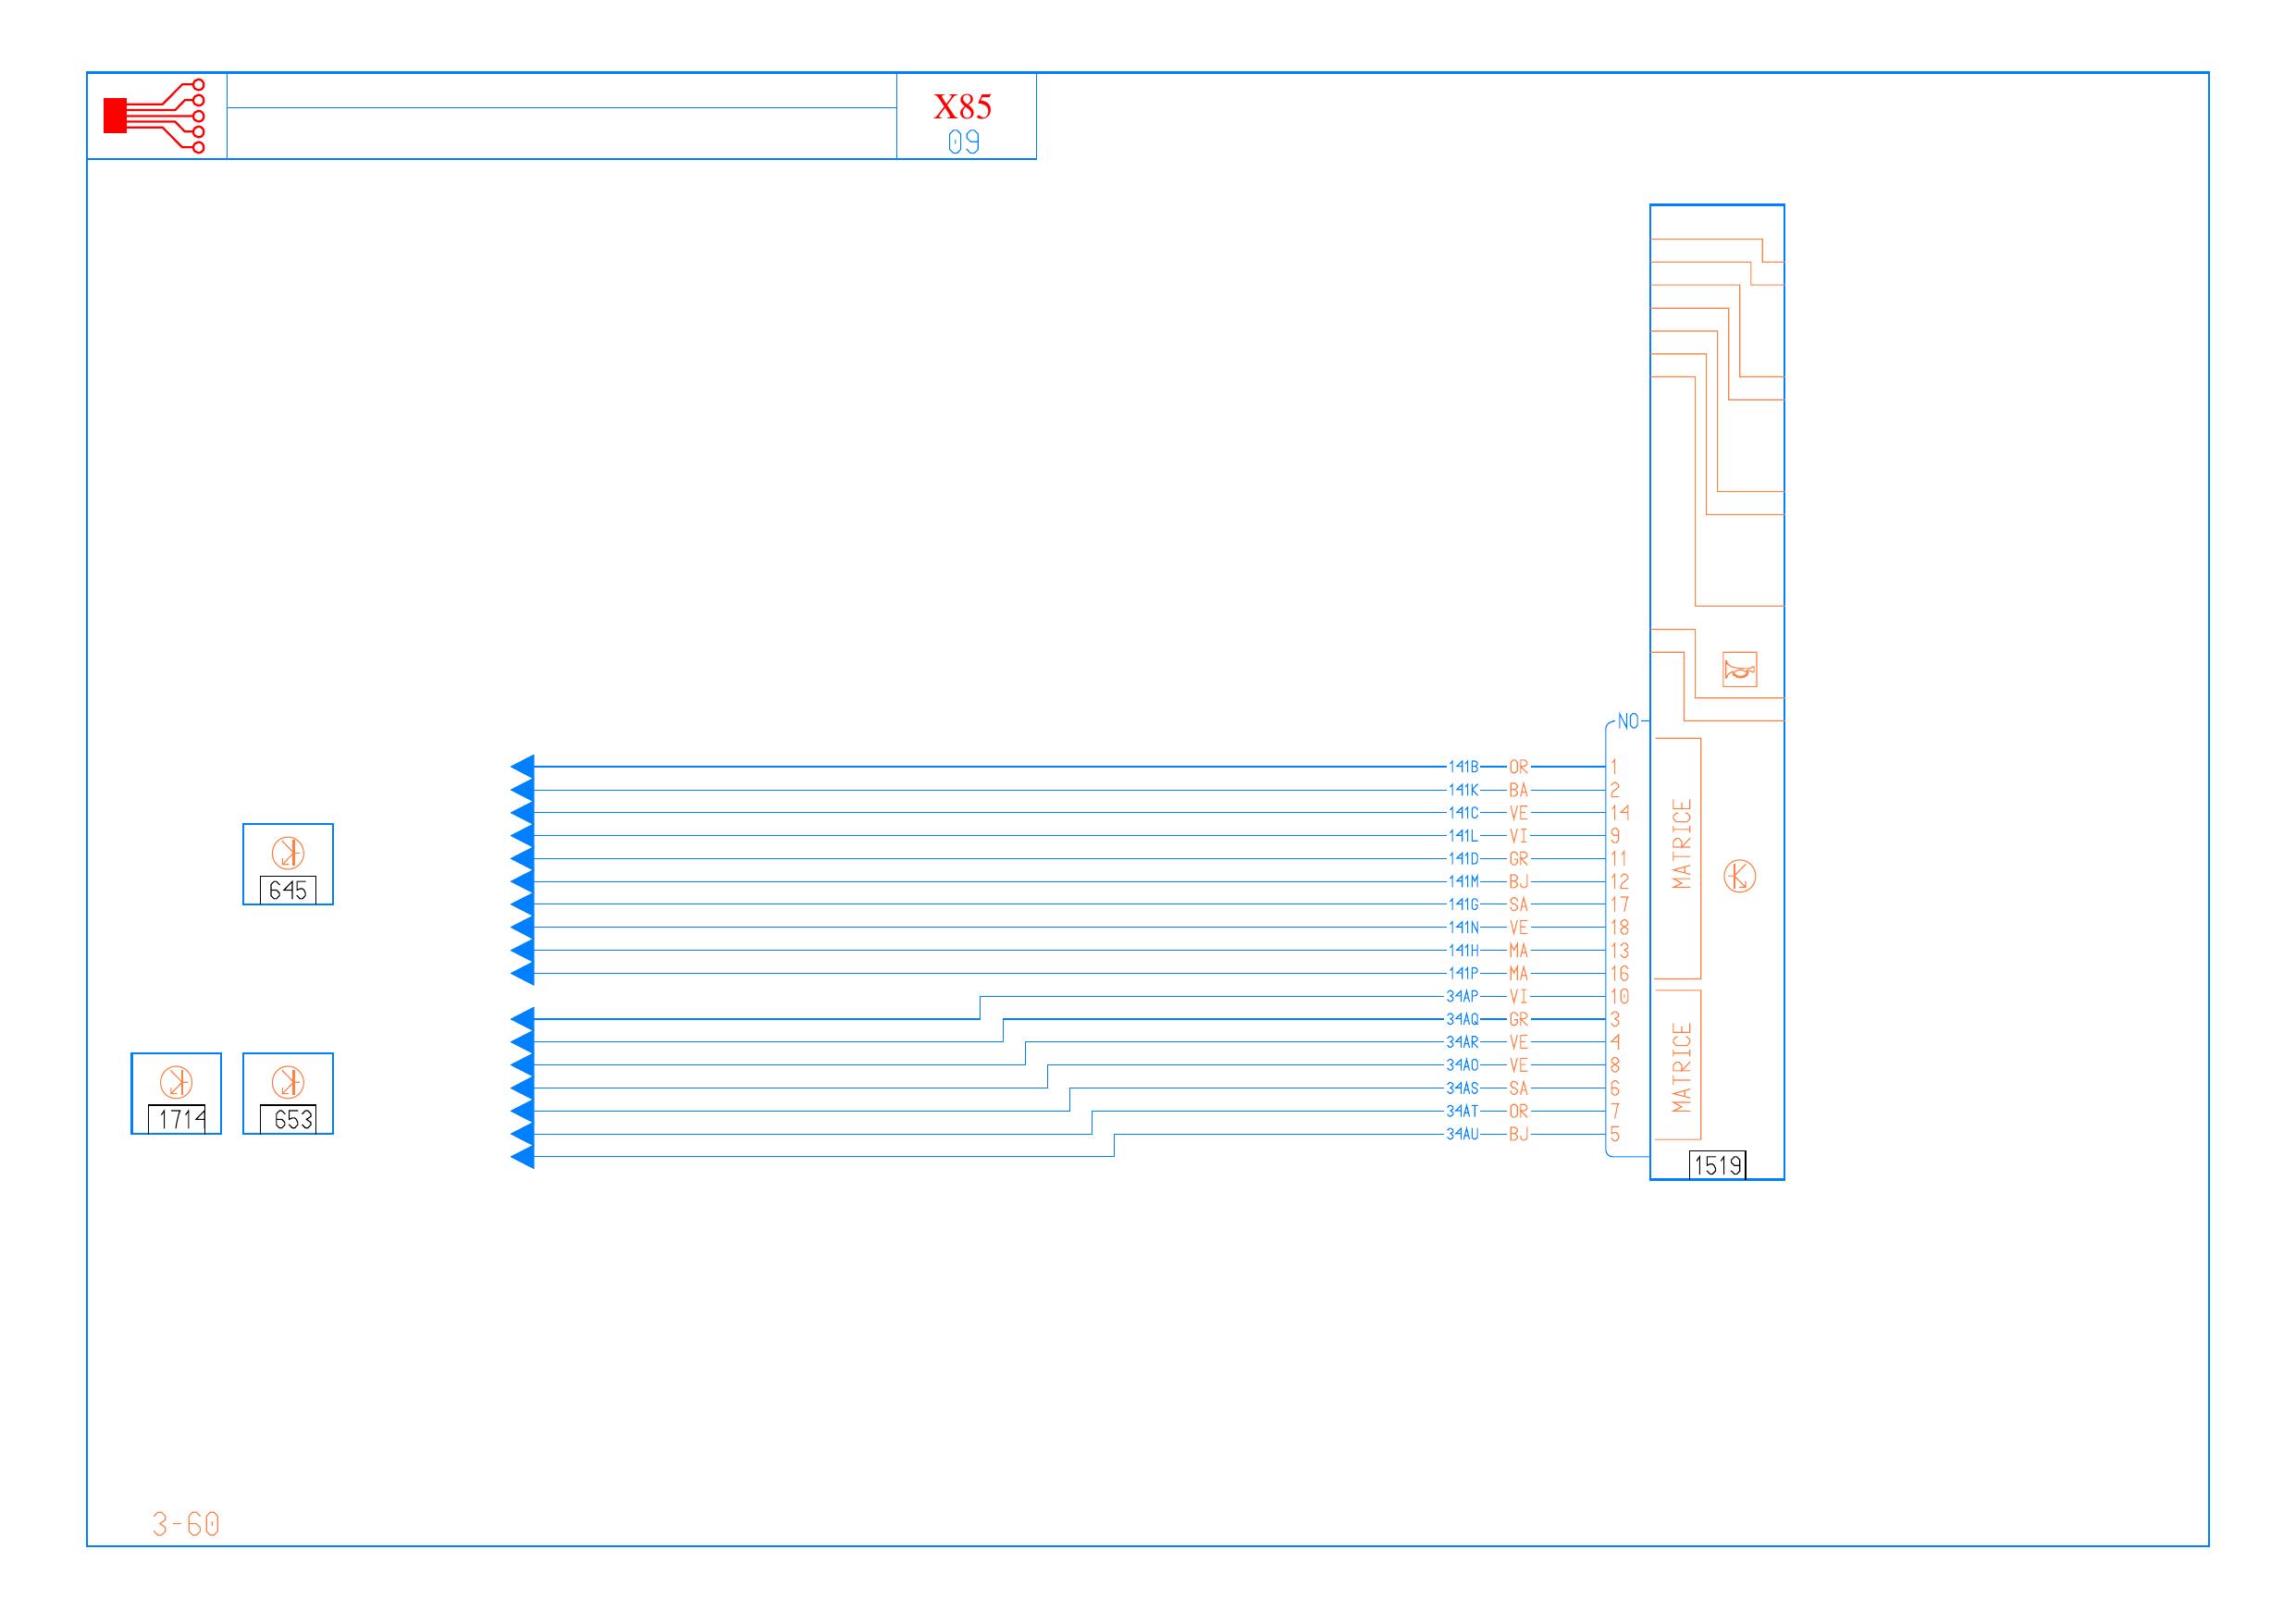 X85
09
NO
141B OR 1
141K BA 2
141C VE 14
141L VI 9
141D GR 11
141M BJ 12
141G SA 17
141N VE 18
141H MA 13
141P MA 16
MATRICE
34AP VI 10
34AQ GR 3
34AR VE 4
34AO VE 8
34AS SA 6
34AT OR 7
34AU BJ 5
MATRICE
1519
K
645
K
1714
K
653
K
3-60